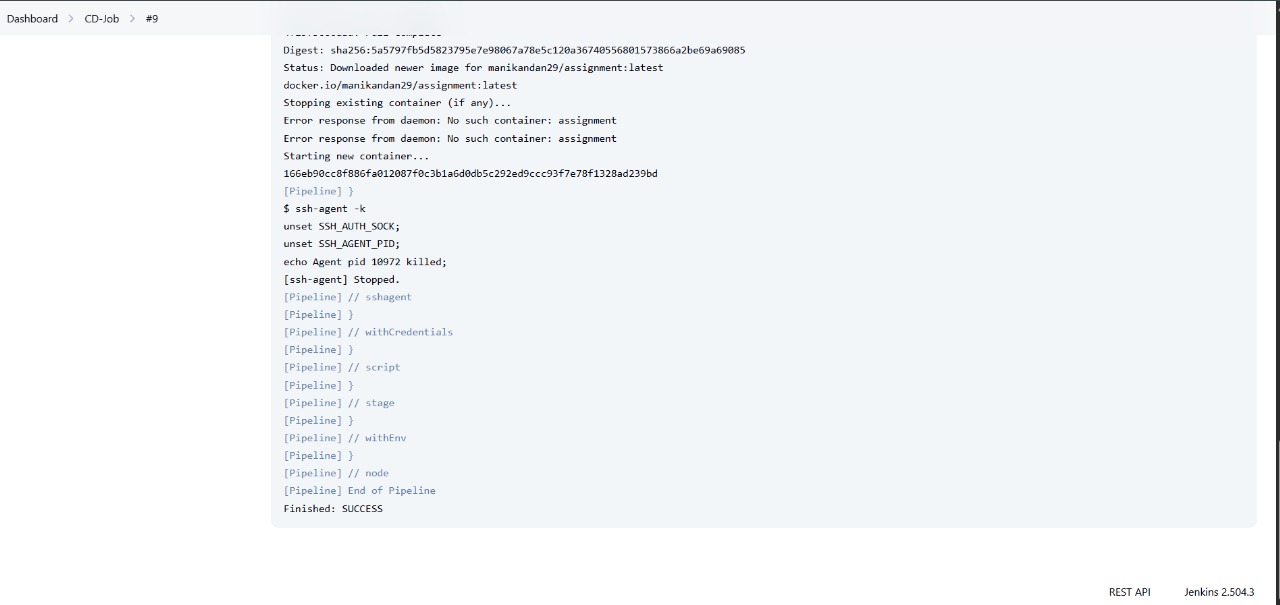 Dashboard > CD-Job > #9
Digest: sha256:5a5797fb5d5823795e7e98067a78e5c120a36740556801573866a2be69a69085
Status: Downloaded newer image for manikandan29/assignment:latest
docker.io/manikandan29/assignment:latest
Stopping existing container (if any)...
Error response from daemon: No such container: assignment
Error response from daemon: No such container: assignment
Starting new container...
166eb90cc8f886fa012087f0c3b1a6d0db5c292ed9ccc93f7e78f1328ad239bd
[Pipeline] }
$ ssh-agent -k
unset SSH_AUTH_SOCK;
unset SSH_AGENT_PID;
echo Agent pid 10972 killed;
[ssh-agent] Stopped.
[Pipeline] // sshagent
[Pipeline] }
[Pipeline] // withCredentials
[Pipeline] }
[Pipeline] // script
[Pipeline] }
[Pipeline] // stage
[Pipeline] }
[Pipeline] // withEnv
[Pipeline] }
[Pipeline] // node
[Pipeline] End of Pipeline
Finished: SUCCESS
REST API Jenkins 2.504.3